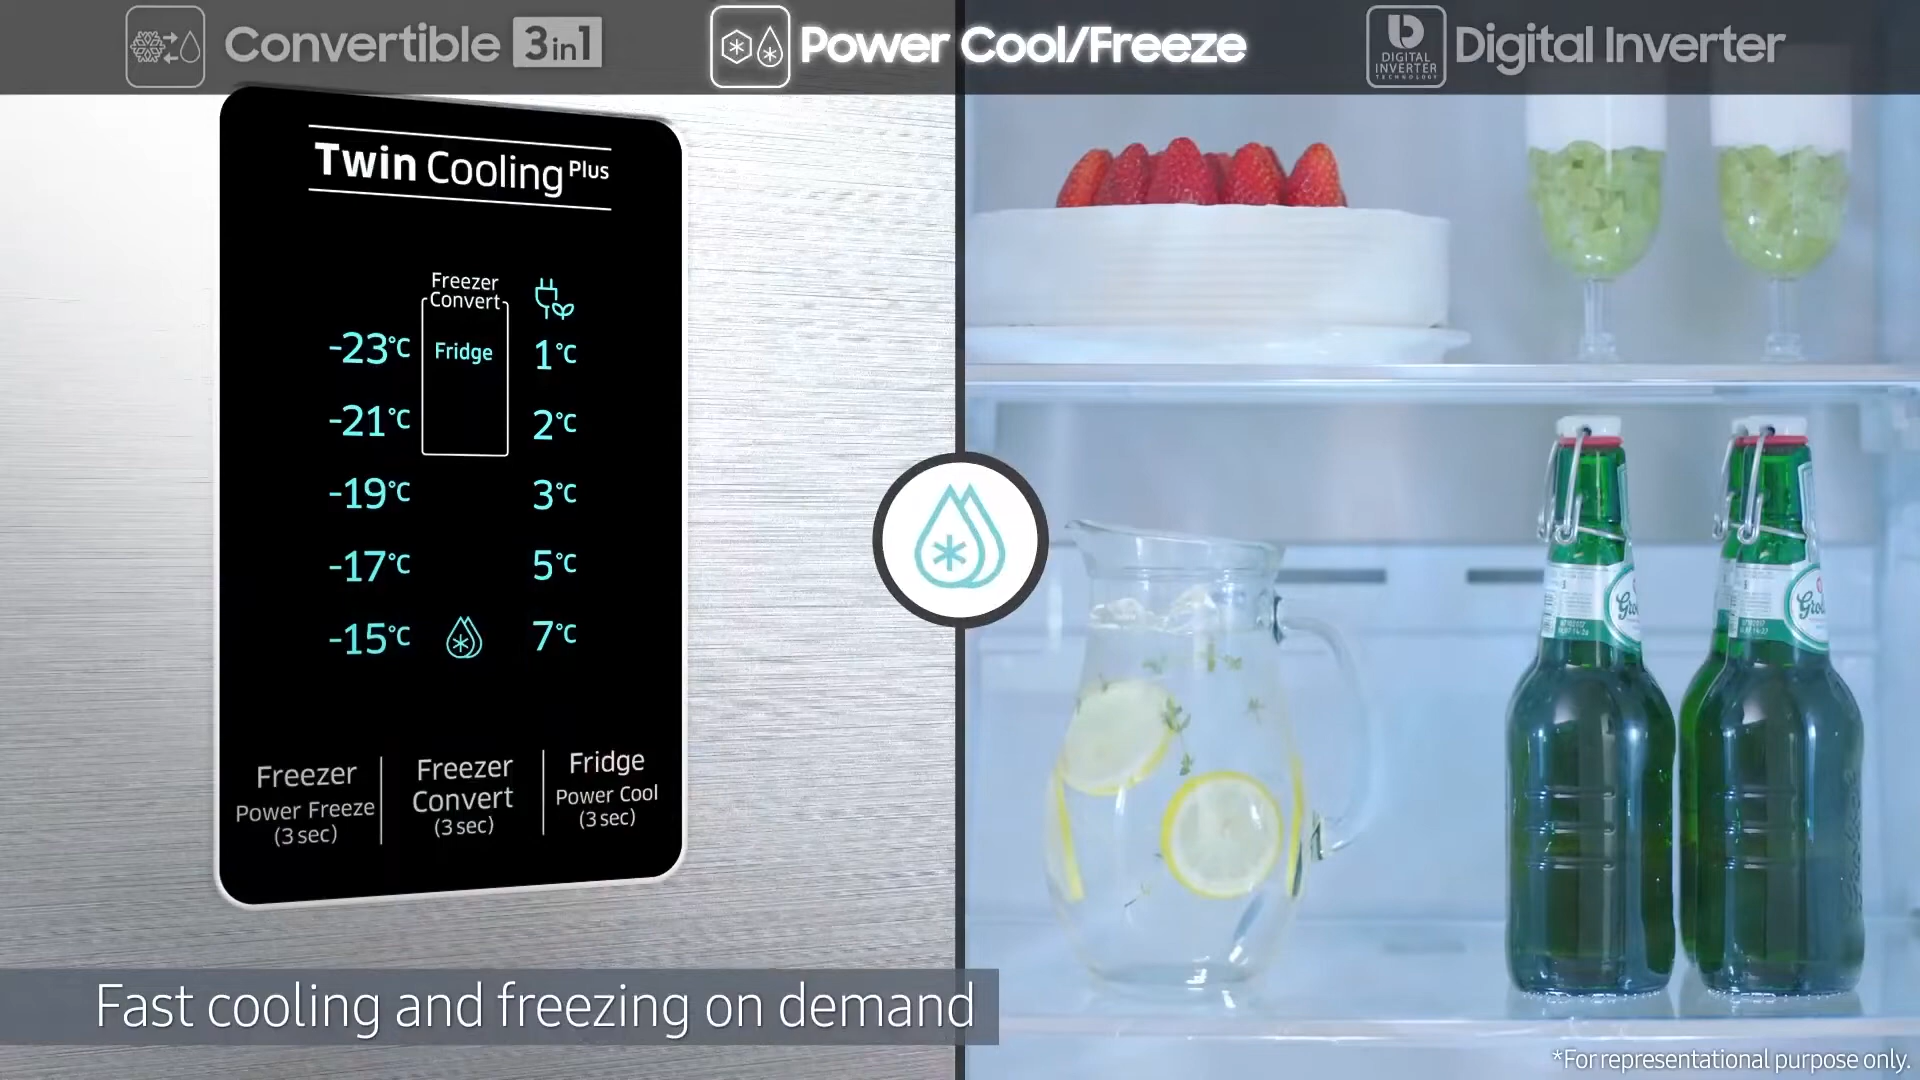 Convertible 3in1
Power Cool/Freeze
DIGITAL
INVERTER
TECHNOLOGY
Digital Inverter
Twin Cooling Plus
Freezer
Convert
-23°C
Fridge
1°C
-21°C
2°C
-19°C
3°C
-17°C
5°C
-15°C
7°C
Freezer
Power Freeze
(3 sec)
Freezer
Convert
(3 sec)
Fridge
Power Cool
(3 sec)
Fast cooling and freezing on demand
*For representational purpose only.